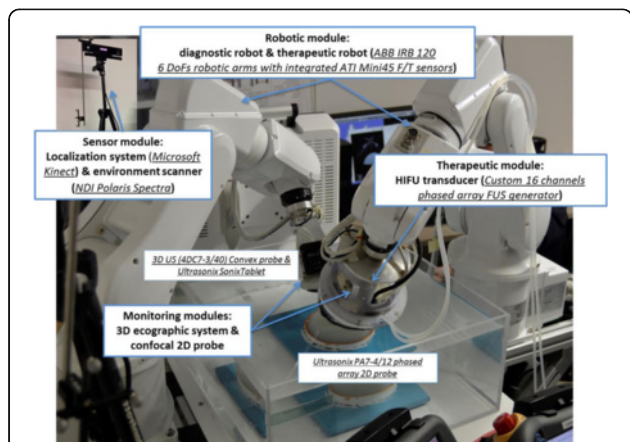 Robotic module:
diagnostic robot & therapeutic robot (ABB IRB 120
6 DoFs robotic arms with integrated ATI Mini45 F/T sensors)
Sensor module:
Localization system (Microsoft
Kinect) & environment scanner
(NDI Polaris Spectra)
Therapeutic module:
HIFU transducer (Custom 16 channels
phased array FUS generator)
3D US (4DC7-3/40) Convex probe &
Ultrasonix SonixTablet
Monitoring modules:
3D ecographic system &
confocal 2D probe
Ultrasonix PA7-4/12 phased
array 2D probe